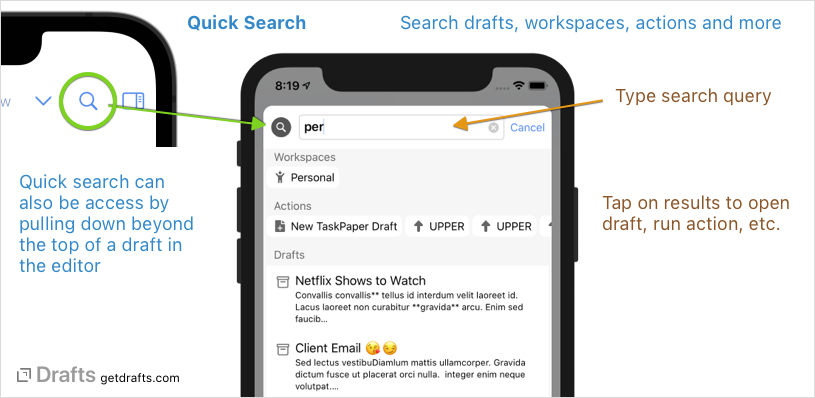 Quick Search
Search drafts, workspaces, actions and more
w
8:19
Type search query
per
Cancel
Workspaces
Personal
Quick search can
also be access by
pulling down beyond
the top of a draft in
the editor
Actions
New TaskPaper Draft
UPPER
UPPER
Tap on results to open
draft, run action, etc.
Drafts
Netflix Shows to Watch
Convallis convallis** tellus id interdum velit laoreet id.
Lacus laoreet non curabitur **gravida** arcu. Enim sed
faucib...
Client Email 😘😏
Sed lectus vestibuDiamlum mattis ullamcorper. Gravida
dictum fusce ut placerat orci nulla. integer enim neque
volutpat....
Drafts getdrafts.com